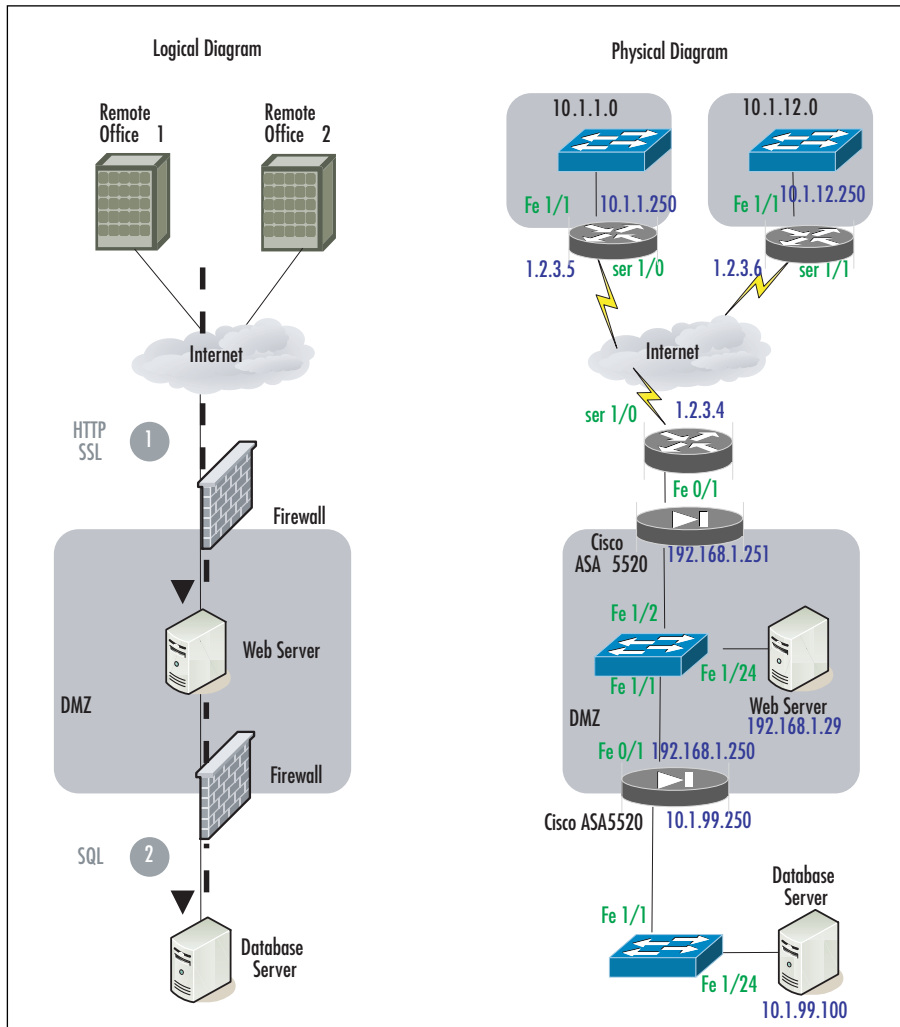 Logical Diagram
Remote
Office 1
Remote
Office 2
Internet
HTTP
SSL
1
Firewall
Web Server
DMZ
Firewall
SQL
2
Database
Server
Physical Diagram
10.1.1.0
10.1.12.0
Fe 1/1
10.1.1.250
Fe 1/1
10.1.12.250
1.2.3.5
ser 1/0
1.2.3.6
ser 1/1
Internet
ser 1/0
1.2.3.4
Fe 0/1
Cisco
ASA 5520
192.168.1.251
Fe 1/2
Fe 1/24
Fe 1/1
Web Server
192.168.1.29
DMZ
Fe 0/1
192.168.1.250
Cisco ASA5520
10.1.99.250
Database
Server
Fe 1/1
Fe 1/24
10.1.99.100